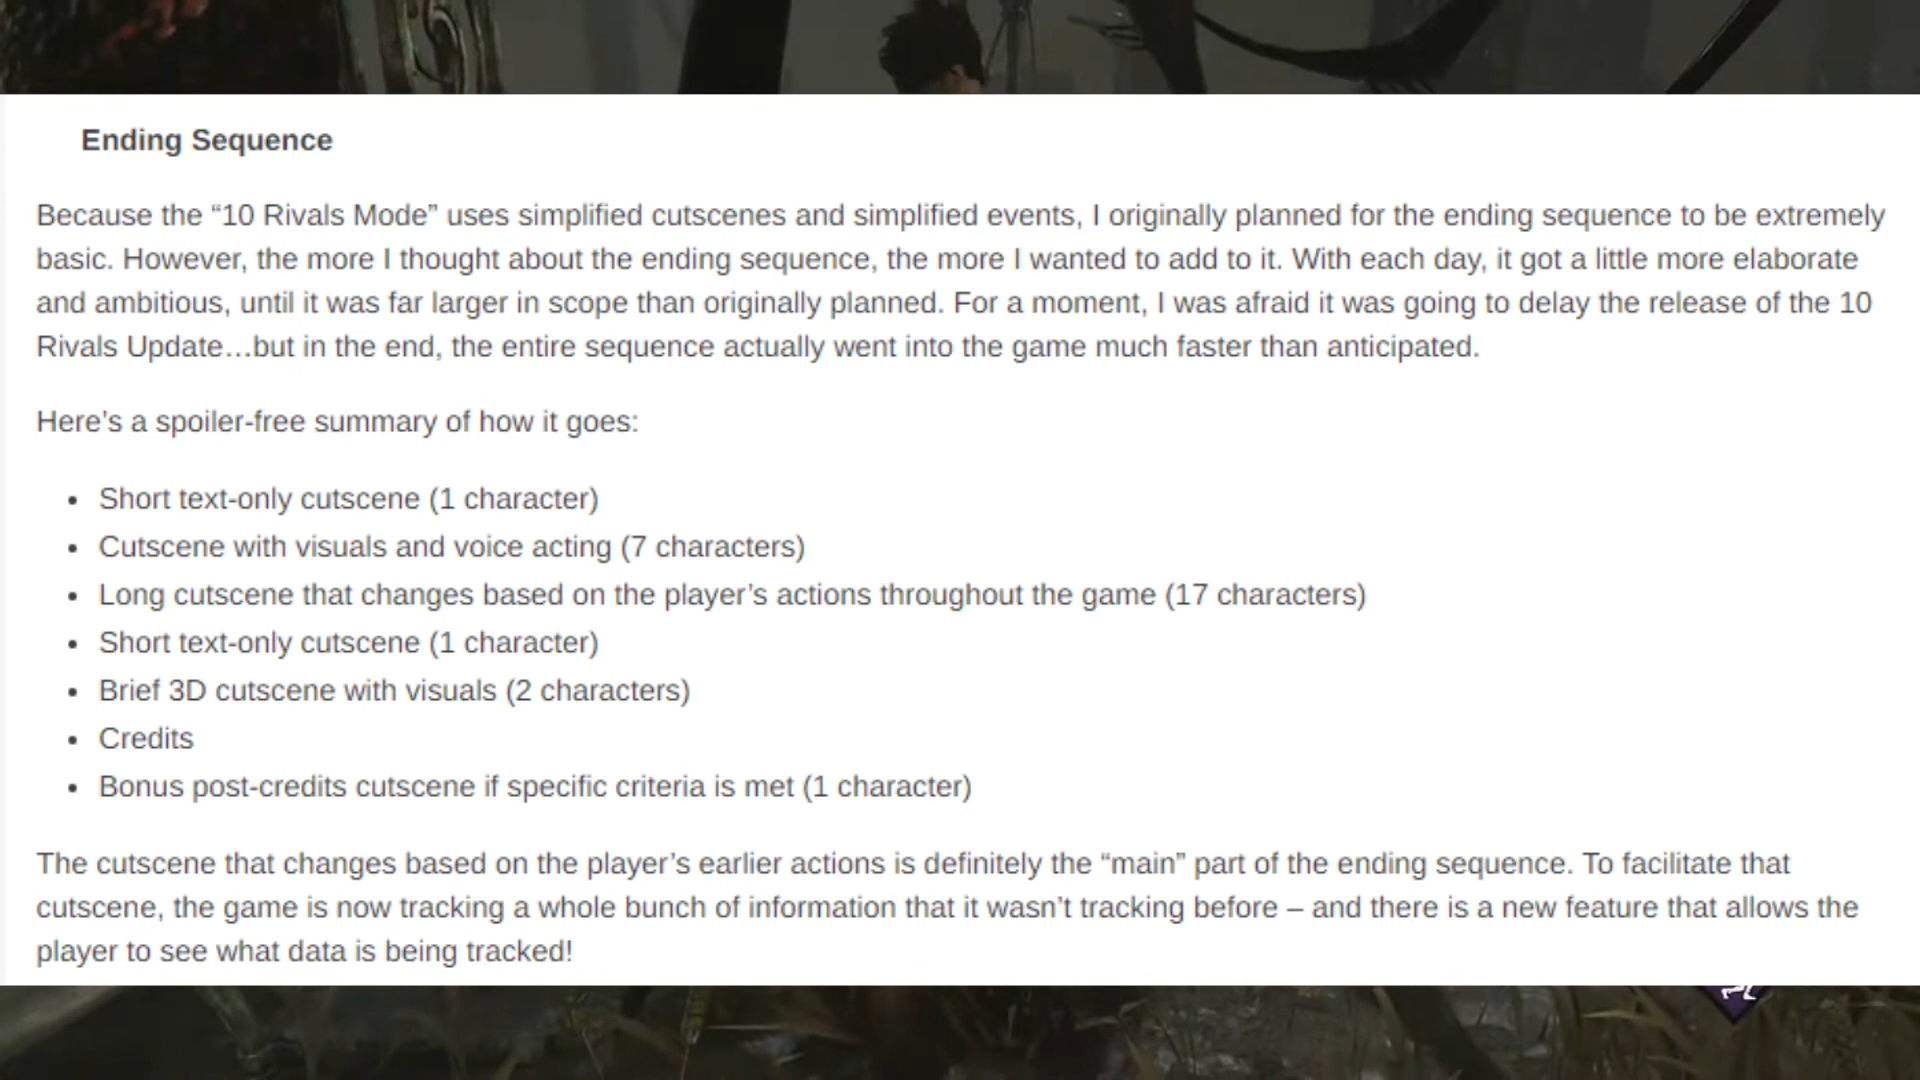 Ending Sequence
Because the “10 Rivals Mode” uses simplified cutscenes and simplified events, I originally planned for the ending sequence to be extremely
basic. However, the more I thought about the ending sequence, the more I wanted to add to it. With each day, it got a little more elaborate
and ambitious, until it was far larger in scope than originally planned. For a moment, I was afraid it was going to delay the release of the 10
Rivals Update…but in the end, the entire sequence actually went into the game much faster than anticipated.
Here’s a spoiler-free summary of how it goes:
• Short text-only cutscene (1 character)
• Cutscene with visuals and voice acting (7 characters)
• Long cutscene that changes based on the player’s actions throughout the game (17 characters)
• Short text-only cutscene (1 character)
• Brief 3D cutscene with visuals (2 characters)
• Credits
• Bonus post-credits cutscene if specific criteria is met (1 character)
The cutscene that changes based on the player’s earlier actions is definitely the “main” part of the ending sequence. To facilitate that
cutscene, the game is now tracking a whole bunch of information that it wasn’t tracking before – and there is a new feature that allows the
player to see what data is being tracked!